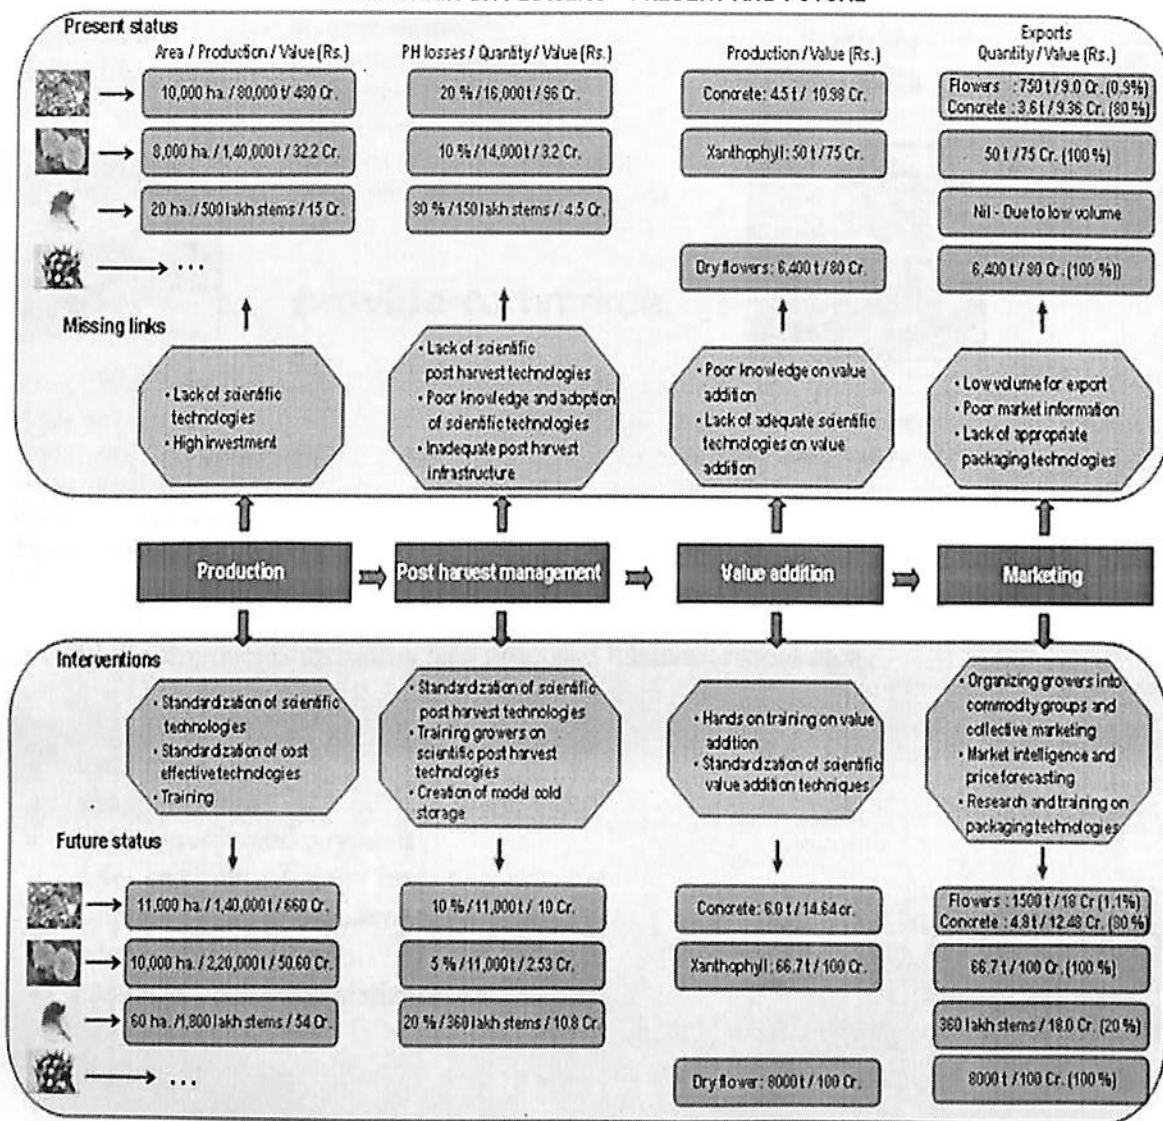 PRESENT AND FUTURE
Present status
Area / Production / Value (Rs.)
PH losses / Quantity / Value (Rs.)
Production / Value (Rs.)
Exports
Quantity / Value (Rs.)
10,000 ha. / 80,000 t/ 480 Cr.
20 % /16,000 t / 96 Cr.
Concrete: 4.5 t / 10.98 Cr.
Flowers : 750 t / 9.0 Cr. (0.9%)
Concrete : 3.6 t / 9.36 Cr. (80 %)
8,000 ha. / 1,40,000 t / 32.2 Cr.
10 % /14,000 t / 3.2 Cr.
Xanthophyll: 50 t / 75 Cr.
50 t / 75 Cr. (100 %)
20 ha. / 500 lakh stems / 15 Cr.
30 % /150 lakh stems / 4.5 Cr.
Nil - Due to low volume
...
Dry flowers: 6,400 t / 80 Cr.
6,400 t / 80 Cr. (100 %))
Missing links
• Lack of scientific
technologies
• High investment
• Lack of scientific
post harvest technologies
• Poor knowledge and adoption
of scientific technologies
• Inadequate post harvest
infrastructure
• Poor knowledge on value
addition
• Lack of adequate scientific
technologies on value
addition
• Low volume for export
• Poor market information
• Lack of appropriate
packaging technologies
Production
Post harvest management
Value addition
Marketing
Interventions
• Standardization of scientific
technologies
• Standardization of cost
effective technologies
• Training
• Standardization of scientific
post harvest technologies
• Training growers on
scientific post harvest
technologies
• Creation of model cold
storage
• Hands on training on value
addition
• Standardization of scientific
value addition techniques
• Organizing growers into
commodity groups and
collective marketing
• Market intelligence and
price forecasting
• Research and training on
packaging technologies
Future status
11,000 ha. / 1,40,000 t / 660 Cr.
10 % /11,000 t / 10 Cr.
Concrete : 6.0 t / 14.64 cr.
Flowers : 1500 t / 18 Cr (1.1%)
Concrete : 4.8 t / 12.48 Cr. (80 %)
10,000 ha. / 2,20,000 t / 50.60 Cr.
5 % /11,000 t / 2.53 Cr.
Xanthophyll: 66.7 t / 100 Cr.
66.7 t / 100 Cr. (100 %)
60 ha. /1,800 lakh stems / 54 Cr.
20 % /360 lakh stems / 10.8 Cr.
360 lakh stems / 18.0 Cr. (20 %)
...
Dry flower: 8000 t / 100 Cr.
8000 t / 100 Cr. (100 %)